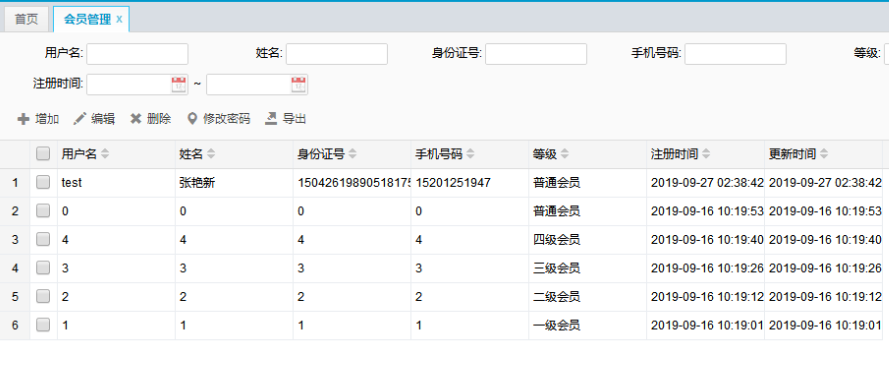 首页 会员管理 x
用户名: 姓名: 身份证号: 手机号码: 等级:
注册时间: ~
增加 编辑 删除 修改密码 导出
用户名 姓名 身份证号 手机号码 等级 注册时间 更新时间
1 test 张艳新 15042619890518175 15201251947 普通会员 2019-09-27 02:38:42 2019-09-27 02:38:42
2 0 0 0 0 普通会员 2019-09-16 10:19:53 2019-09-16 10:19:53
3 4 4 4 4 四级会员 2019-09-16 10:19:40 2019-09-16 10:19:40
4 3 3 3 3 三级会员 2019-09-16 10:19:26 2019-09-16 10:19:26
5 2 2 2 2 二级会员 2019-09-16 10:19:12 2019-09-16 10:19:12
6 1 1 1 1 一级会员 2019-09-16 10:19:01 2019-09-16 10:19:01